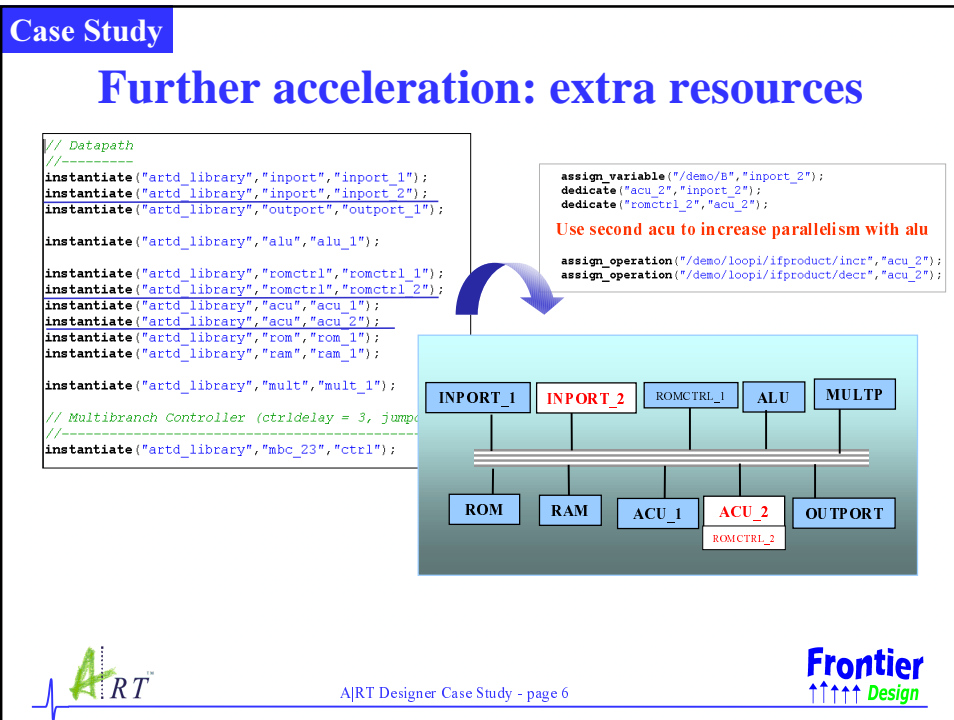 Case Study
Further acceleration: extra resources
// Datapath
//---------
instantiate("artd_library","inport","inport_1");
instantiate("artd_library","inport","inport_2");
instantiate("artd_library","outport","outport_1");
instantiate("artd_library","alu","alu_1");
instantiate("artd_library","romctrl","romctrl_1");
instantiate("artd_library","romctrl","romctrl_2");
instantiate("artd_library","acu","acu_1");
instantiate("artd_library","acu","acu_2");
instantiate("artd_library","rom","rom_1");
instantiate("artd_library","ram","ram_1");
instantiate("artd_library","mult","mult_1");
// Multibranch Controller (ctrldelay = 3,
//--------------------------------------------
instantiate("artd_library","mbc_23","ctrl");
assign_variable("/demo/B","inport_2");
dedicate("acu_2","inport_2");
dedicate("romctrl_2","acu_2");
Use second acu to increase parallelism with alu
assign_operation("/demo/loopi/ifproduct/incr","acu_2");
assign_operation("/demo/loopi/ifproduct/decr","acu_2");
INPORT_1
INPORT_2
ROMCTRL_1
ALU
MULTP
ROM
RAM
ACU_1
ACU_2
OUTPORT
ROMCTRL_2
A|RT™
A|RT Designer Case Study - page 6
Frontier
Design